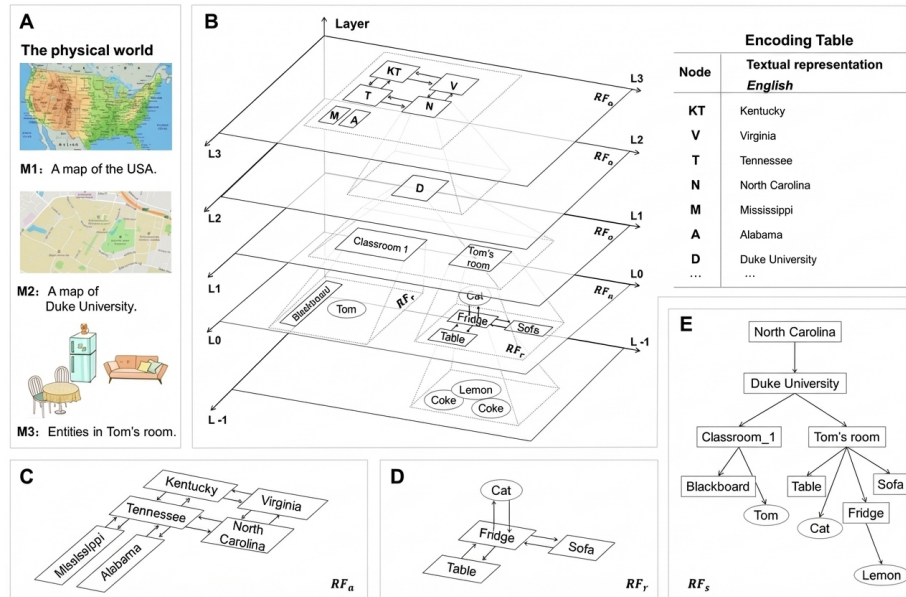 A
The physical world
M1: A map of the USA.
M2: A map of
Duke University.
M3: Entities in Tom's room.
B
Layer
L3
RFₐ
KT
V
T
N
M
A
L3
L2
RFₐ
D
L2
L1
RFₐ
Classroom 1
Tom's
room
L1
L0
RFₐ
Blackboard
Tom
RFᵣ
Cat
Fridge
Sofa
Table
RFᵣ
L0
L -1
Lemon
Coke
Coke
L -1
Encoding Table
Node
Textual representation
English
KT Kentucky
V Virginia
T Tennessee
N North Carolina
M Mississippi
A Alabama
D Duke University
... ...
C
Kentucky
Virginia
Tennessee
North
Carolina
Mississippi
Alabama
RFₐ
D
Cat
Fridge
Sofa
Table
RFᵣ
E
North Carolina
Duke University
Classroom_1 Tom's room
Blackboard Table Sofa
Tom Cat Fridge
Lemon
RFₛ